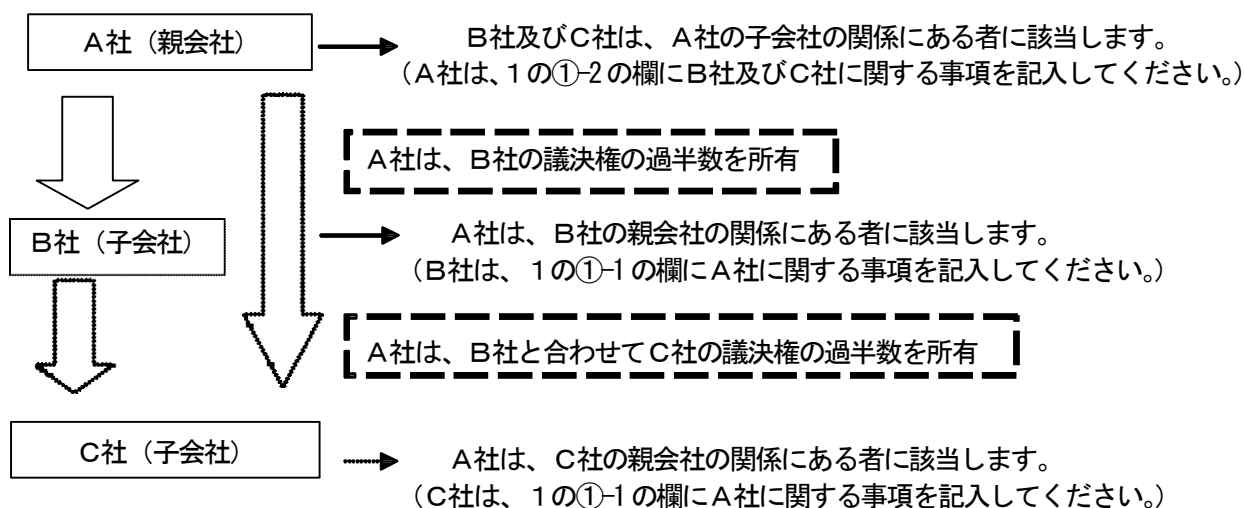 A社（親会社）
B社及びC社は、A社の子会社の関係にある者に該当します。
（A社は、1の①-2の欄にB社及びC社に関する事項を記入してください。）
A社は、B社の議決権の過半数を所有
B社（子会社）
A社は、B社の親会社の関係にある者に該当します。
（B社は、1の①-1の欄にA社に関する事項を記入してください。）
A社は、B社と合わせてC社の議決権の過半数を所有
C社（子会社）
A社は、C社の親会社の関係にある者に該当します。
（C社は、1の①-1の欄にA社に関する事項を記入してください。）